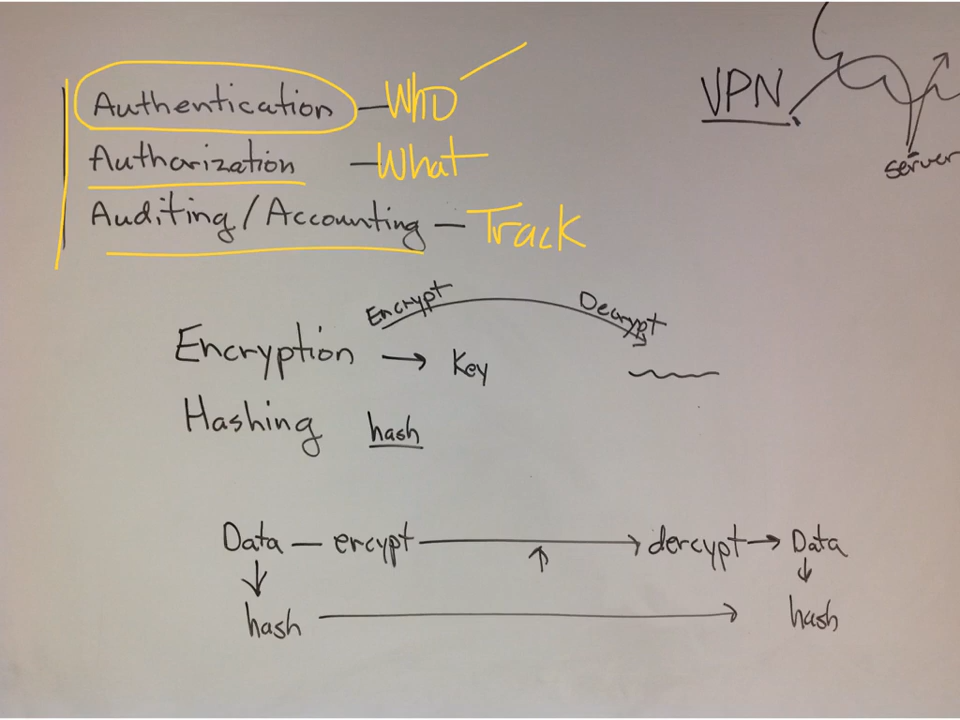 Authentication — Who
Autharization — What
Auditing / Accounting — Track
VPN
server
Encrypt Decrypt
Encryption → Key
Hashing hash
Data — ercypt → dercypt → Data
hash → hash